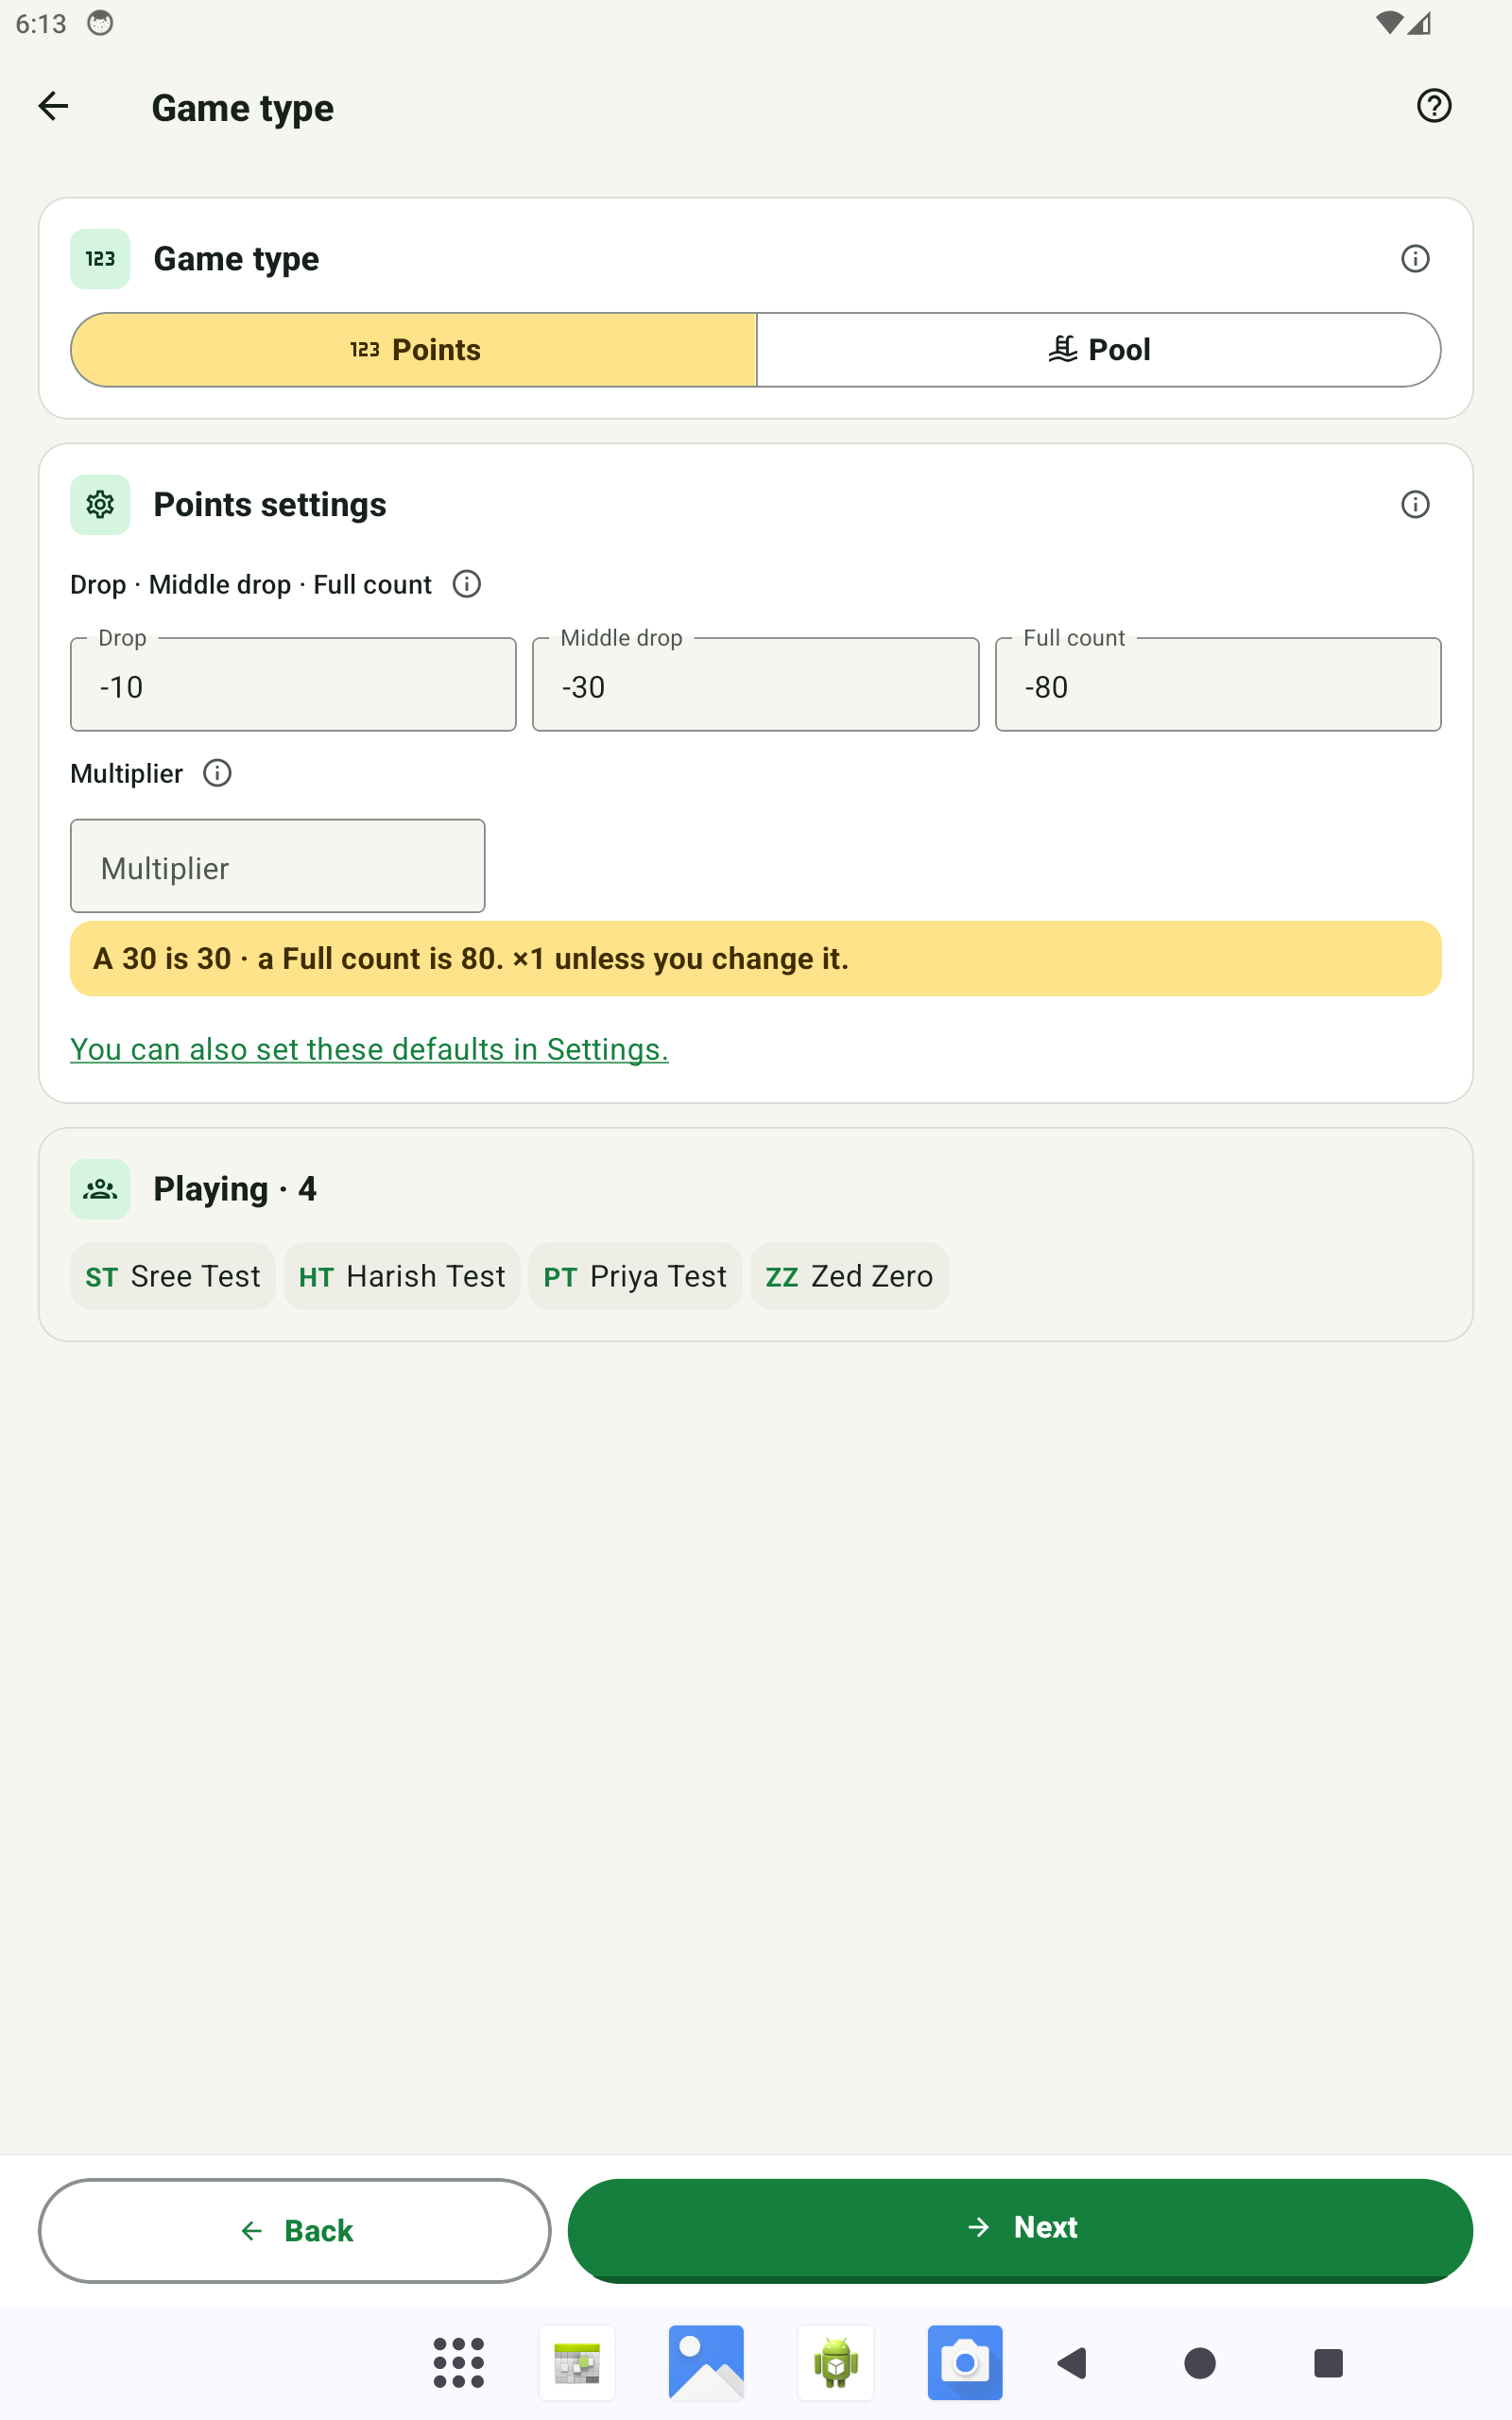 6:13
Game type
123 Game type
123 Points
Pool
Points settings
Drop · Middle drop · Full count
Drop
Middle drop
Full count
-10
-30
-80
Multiplier
Multiplier
A 30 is 30 · a Full count is 80. ×1 unless you change it.
You can also set these defaults in Settings.
Playing · 4
ST Sree Test
HT Harish Test
PT Priya Test
ZZ Zed Zero
Back
Next